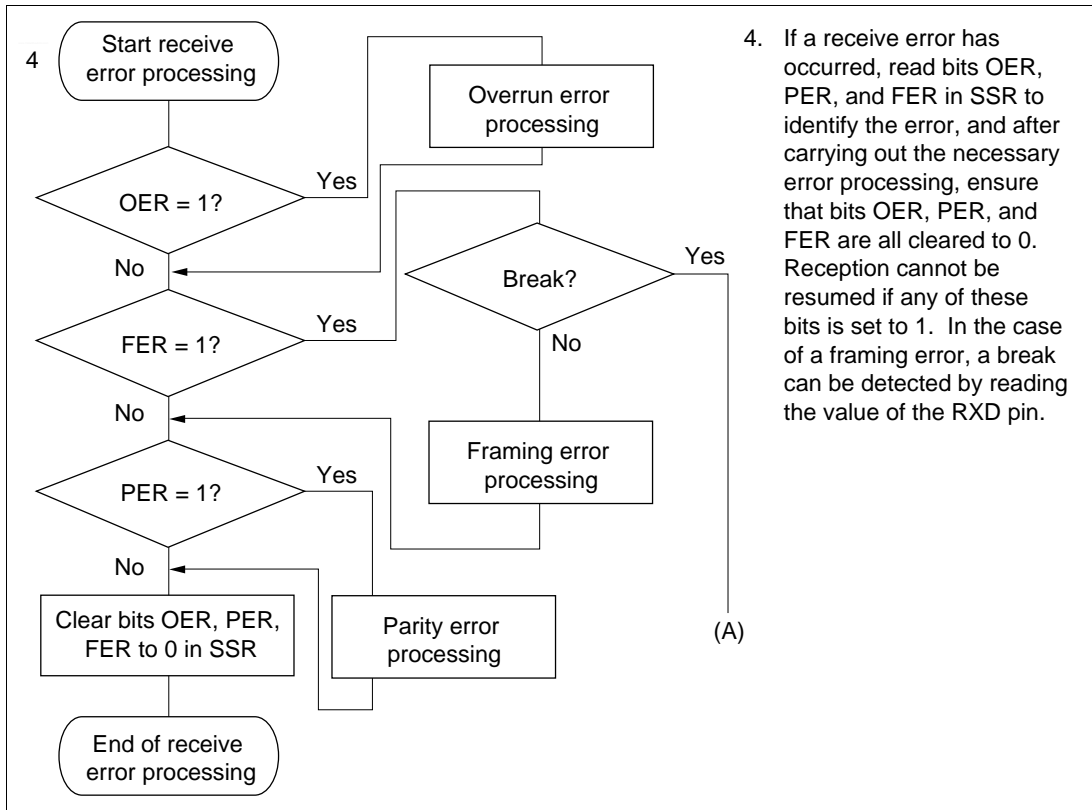 4
Start receive
error processing
Overrun error
processing
Yes
OER = 1?
No
Yes
Break?
Yes
FER = 1?
No
No
Framing error
processing
Yes
PER = 1?
No
Clear bits OER, PER,
FER to 0 in SSR
Parity error
processing
(A)
End of receive
error processing
4. If a receive error has
occurred, read bits OER,
PER, and FER in SSR to
identify the error, and after
carrying out the necessary
error processing, ensure
that bits OER, PER, and
FER are all cleared to 0.
Reception cannot be
resumed if any of these
bits is set to 1. In the case
of a framing error, a break
can be detected by reading
the value of the RXD pin.